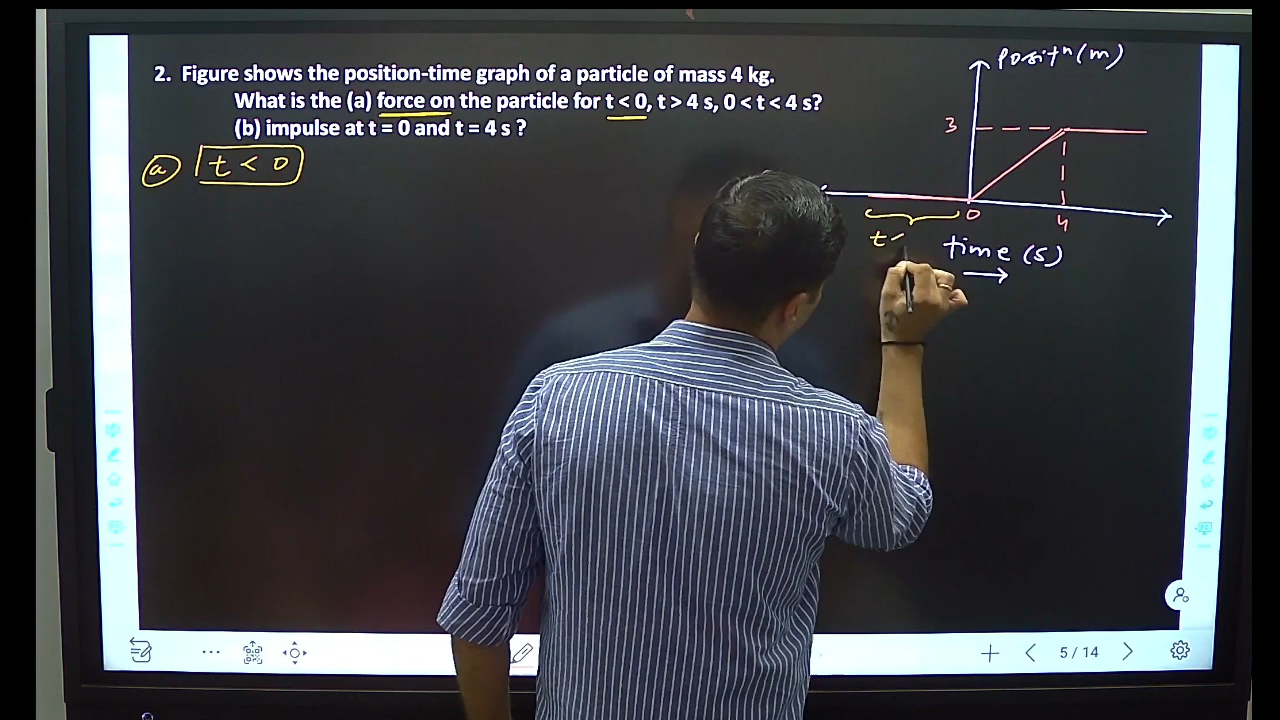 2. Figure shows the position-time graph of a particle of mass 4 kg.
What is the (a) force on the particle for t < 0, t > 4 s, 0 < t < 4 s?
(b) impulse at t = 0 and t = 4 s ?
(a) t < 0
Positⁿ (m)
3
0
4
t <
time (s)
5 / 14